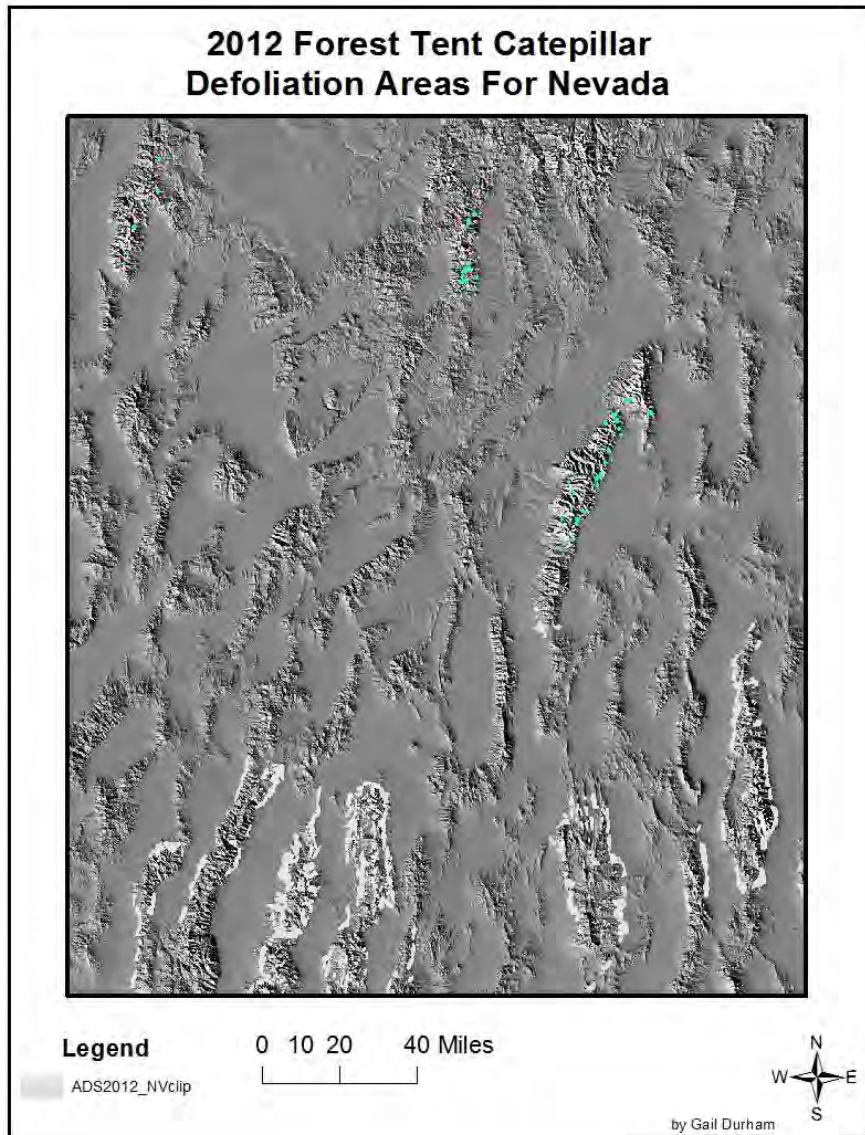 2012 Forest Tent Catepillar
Defoliation Areas For Nevada
Legend
0 10 20 40 Miles
ADS2012_NVclip
N
W E
S
by Gail Durham